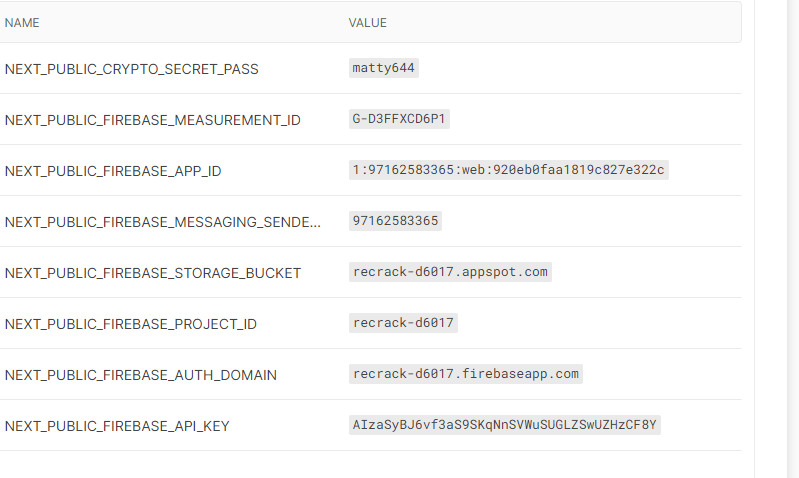 NAME VALUE
NEXT_PUBLIC_CRYPTO_SECRET_PASS matty644
NEXT_PUBLIC_FIREBASE_MEASUREMENT_ID G-D3FFXCD6P1
NEXT_PUBLIC_FIREBASE_APP_ID 1:97162583365:web:920eb0faa1819c827e322c
NEXT_PUBLIC_FIREBASE_MESSAGING_SENDE... 97162583365
NEXT_PUBLIC_FIREBASE_STORAGE_BUCKET recrack-d6017.appspot.com
NEXT_PUBLIC_FIREBASE_PROJECT_ID recrack-d6017
NEXT_PUBLIC_FIREBASE_AUTH_DOMAIN recrack-d6017.firebaseapp.com
NEXT_PUBLIC_FIREBASE_API_KEY AIzaSyBJ6vf3aS9SKqNnSVWuSUGLZSwUZHzCF8Y